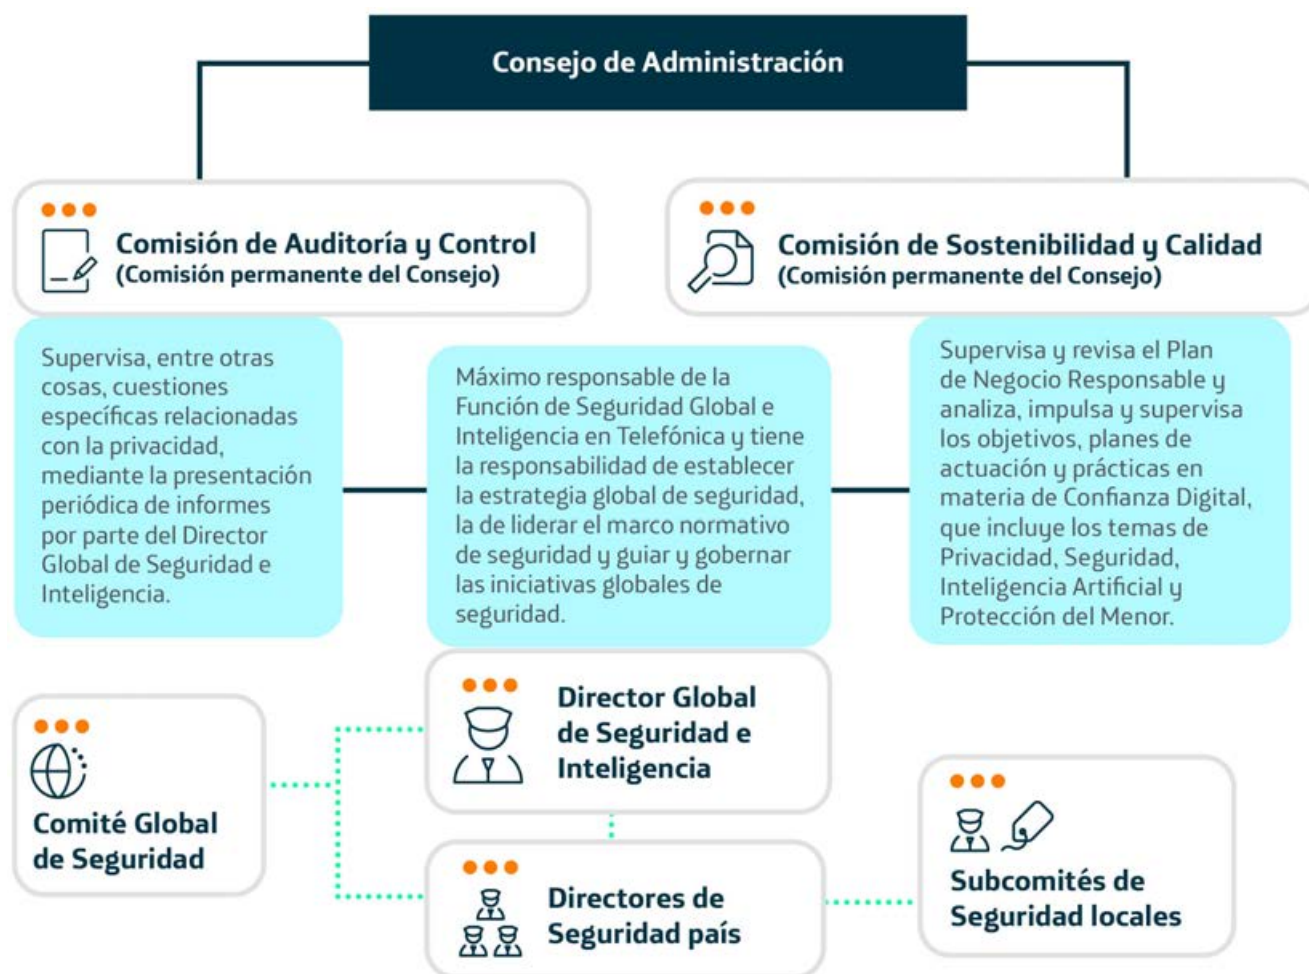 Consejo de Administración
Comisión de Auditoría y Control
(Comisión permanente del Consejo)
Comisión de Sostenibilidad y Calidad
(Comisión permanente del Consejo)
Supervisa, entre otras
cosas, cuestiones
específicas relacionadas
con la privacidad,
mediante la presentación
periódica de informes
por parte del Director
Global de Seguridad e
Inteligencia.
Máximo responsable de la
Función de Seguridad Global e
Inteligencia en Telefónica y tiene
la responsabilidad de establecer
la estrategia global de seguridad,
la de liderar el marco normativo
de seguridad y guiar y gobernar
las iniciativas globales de
seguridad.
Supervisa y revisa el Plan
de Negocio Responsable y
analiza, impulsa y supervisa
los objetivos, planes de
actuación y prácticas en
materia de Confianza Digital,
que incluye los temas de
Privacidad, Seguridad,
Inteligencia Artificial y
Protección del Menor.
Director Global
de Seguridad e
Inteligencia
Comité Global
de Seguridad
Directores de
Seguridad país
Subcomités de
Seguridad locales